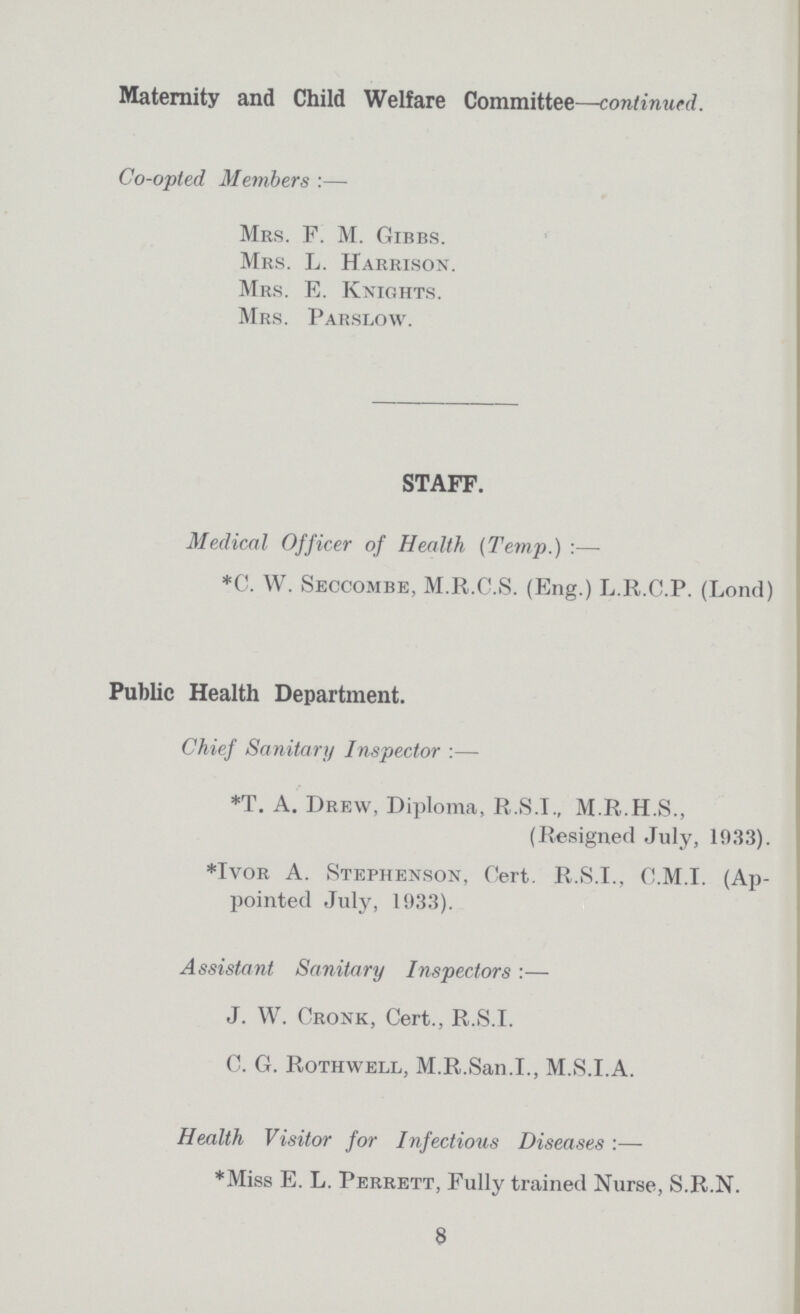 Maternity and Child Welfare Committee—continued.
Co-opted Members :—
Mrs. F. M. Gibbs.
Mrs. L. Harrison.
Mrs. E. Knights.
Mrs. Parslow.
STAFF.
Medical Officer of Health (Temp.) :—
*C. W. Seccombe, M.R.C.S. (Eng.) L.R.C.P. (Lond)
Public Health Department.
Chief Sanitary Inspector :—
*T. A. Drew, Diploma, R.S.I., M.R.H.S.,
(Resigned July, 1933).
*Ivor A. Stephenson, Cert. R.S.I., C.M.I. (Ap-
pointed July, 1933).
Assistant Sanitary Inspectors :—
J. W. Cronk, Cert., R.S.I.
C. G. Rothwell, M.R.San.I., M.S.I.A.
Health Visitor for Infectious Diseases :—
*Miss E. L. Perrett, Fully trained Nurse, S.R.N.
8